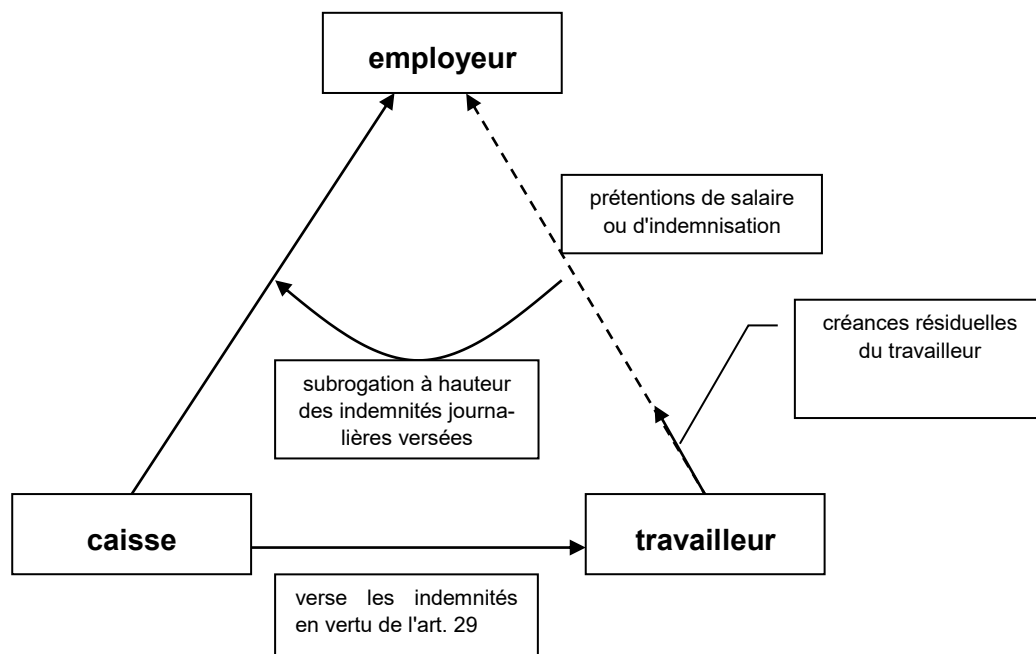 employeur
prétentions de salaire
ou d'indemnisation
créances résiduelles
du travailleur
subrogation à hauteur
des indemnités journa-
lières versées
caisse
travailleur
verse les indemnités
en vertu de l'art. 29